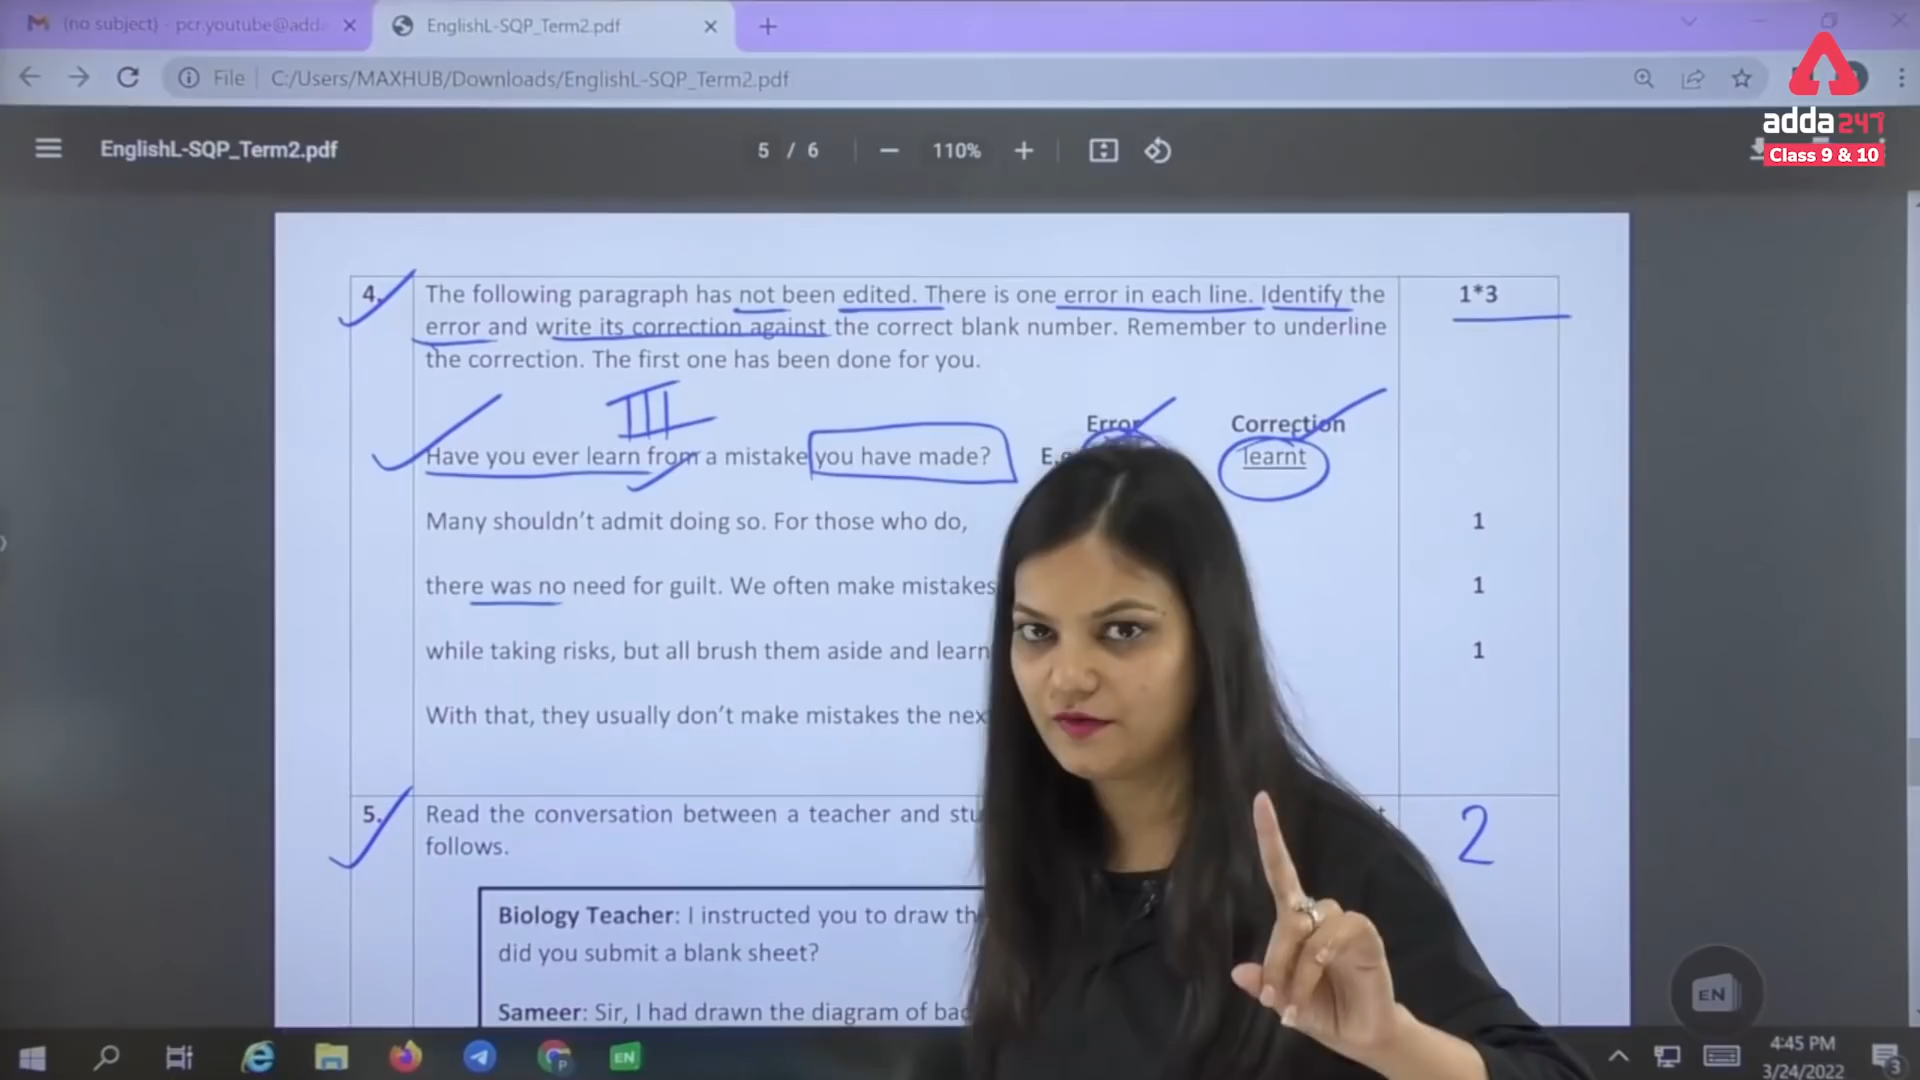 (no subject) - pcr.youtube@adda
EnglishL-SQP_Term2.pdf
File C:/Users/MAXHUB/Downloads/EnglishL-SQP_Term2.pdf
adda247
Class 9 & 10
EnglishL-SQP_Term2.pdf
5 / 6
110%
4. The following paragraph has not been edited. There is one error in each line. Identify the 1*3
error and write its correction against the correct blank number. Remember to underline
the correction. The first one has been done for you.
III
Error Correction
Have you ever learn from a mistake you have made? learnt
Many shouldn't admit doing so. For those who do, 1
there was no need for guilt. We often make mistakes 1
while taking risks, but all brush them aside and learn 1
With that, they usually don't make mistakes the
5. Read the conversation between a teacher and 2
follows.
Biology Teacher: I instructed you to draw
did you submit a blank sheet?
Sameer: Sir, I had drawn the diagram of
EN
EN
4:45 PM
3/24/2022
3